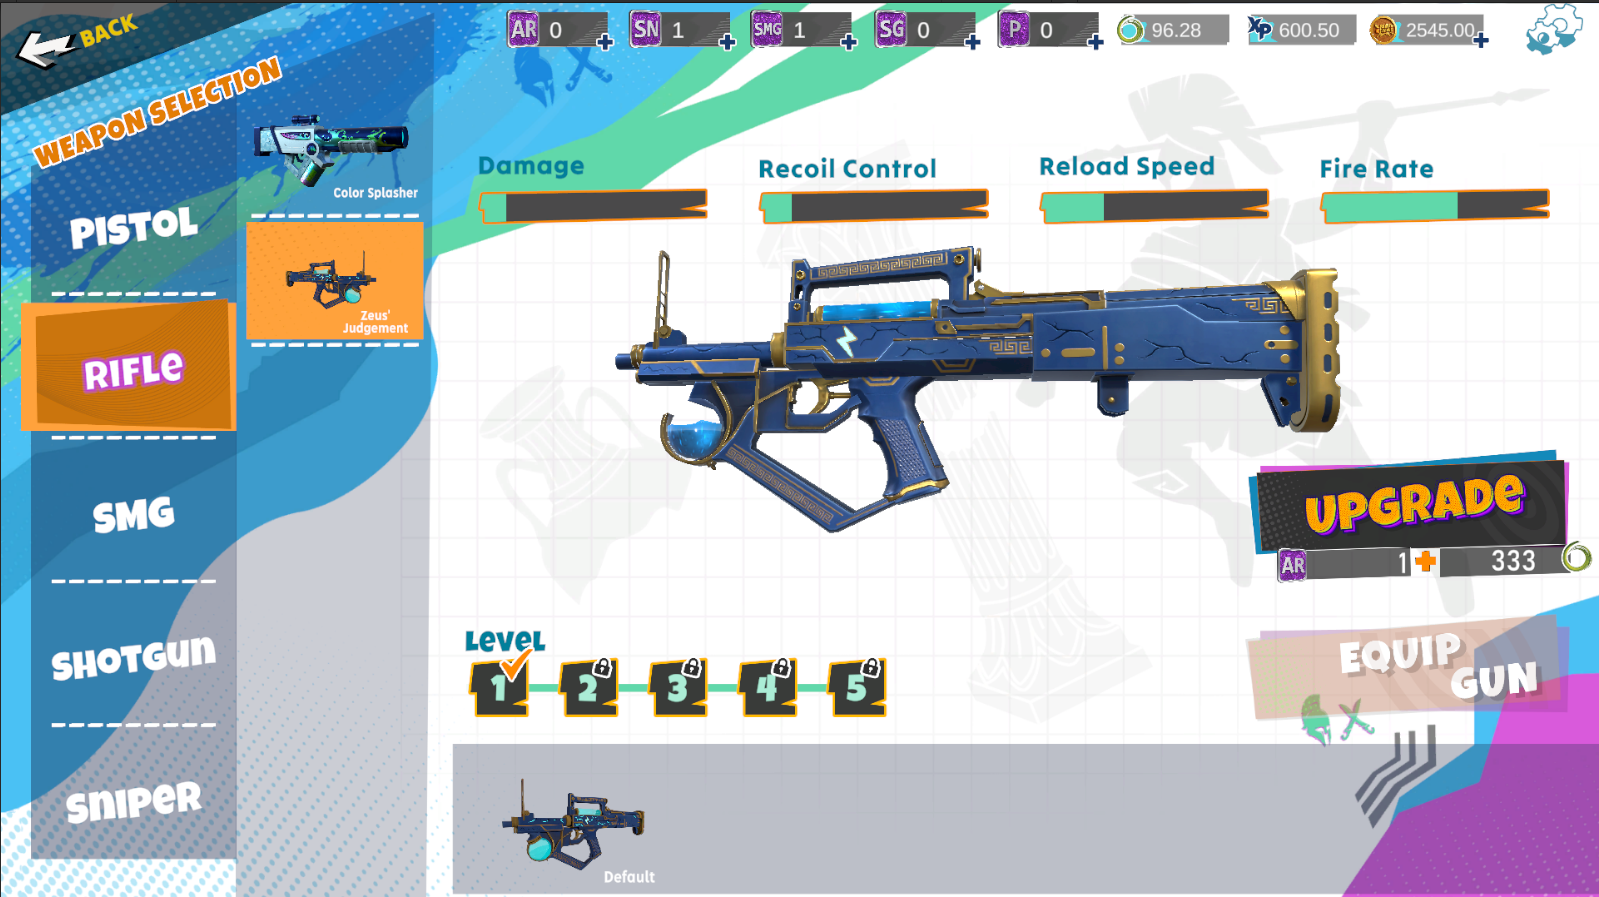 BACK
AR 0
SN 1
SMG 1
SG 0
P 0
96.28
XP 600.50
2545.00
WEAPON SELECTION
PISTOL
RIFLE
SMG
SHOTGUN
SNIPER
Color Splasher
Zeus'
Judgement
Damage
Recoil Control
Reload Speed
Fire Rate
UPGRADE
AR 1 333
Level
1 2 3 4 5
EQUIP
GUN
Default